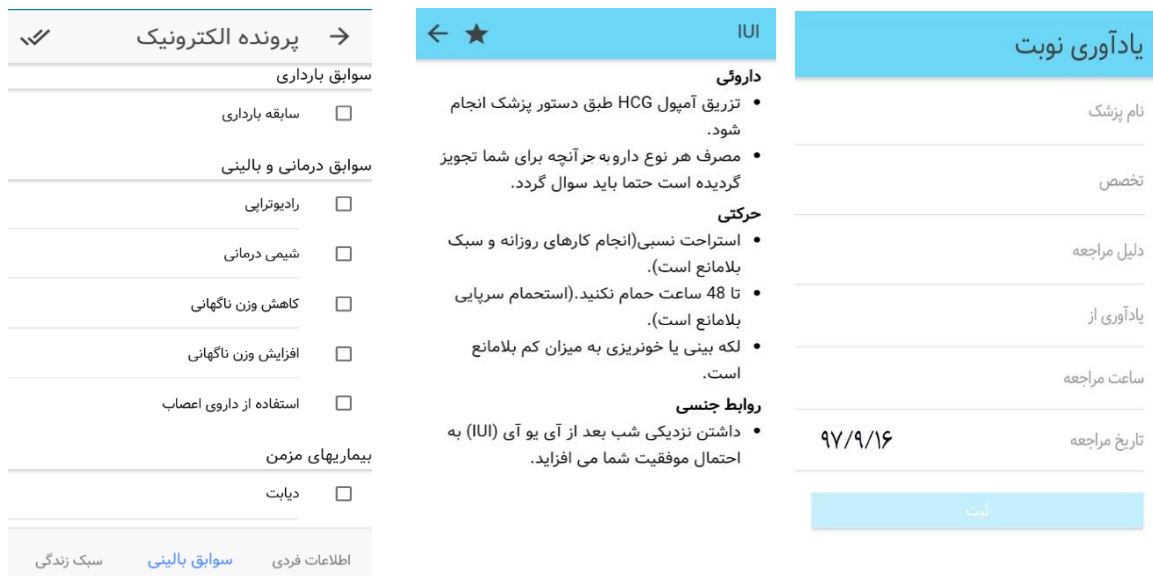 یادآوری نوبت
نام پزشک
تخصص
دلیل مراجعه
یادآوری از
ساعت مراجعه
تاریخ مراجعه ۹۷/۹/۱۶
ثبت
IUI
داروئی
• تزریق آمپول HCG طبق دستور پزشک انجام
شود.
• مصرف هر نوع دارو به جز آنچه برای شما تجویز
گردیده است حتما باید سوال گردد.
حرکتی
• استراحت نسبی(انجام کارهای روزانه و سبک
بلامانع است).
• تا 48 ساعت حمام نکنید.(استحمام سرپایی
بلامانع است).
• لکه بینی یا خونریزی به میزان کم بلامانع
است.
روابط جنسی
• داشتن نزدیکی شب بعد از آی یو آی (IUI) به
احتمال موفقیت شما می افزاید.
پرونده الکترونیک
سوابق بارداری
سابقه بارداری
سوابق درمانی و بالینی
رادیوتراپی
شیمی درمانی
کاهش وزن ناگهانی
افزایش وزن ناگهانی
استفاده از داروی اعصاب
بیماریهای مزمن
دیابت
اطلاعات فردی سوابق بالینی سبک زندگی